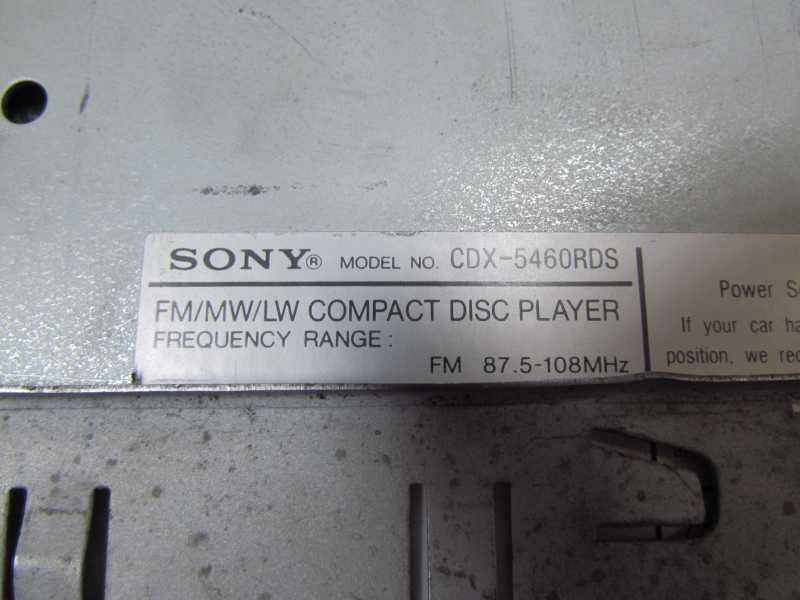 SONY® MODEL NO. CDX-5460RDS
FM/MW/LW COMPACT DISC PLAYER
FREQUENCY RANGE:
FM 87.5-108MHz
Power
If your car
position, we